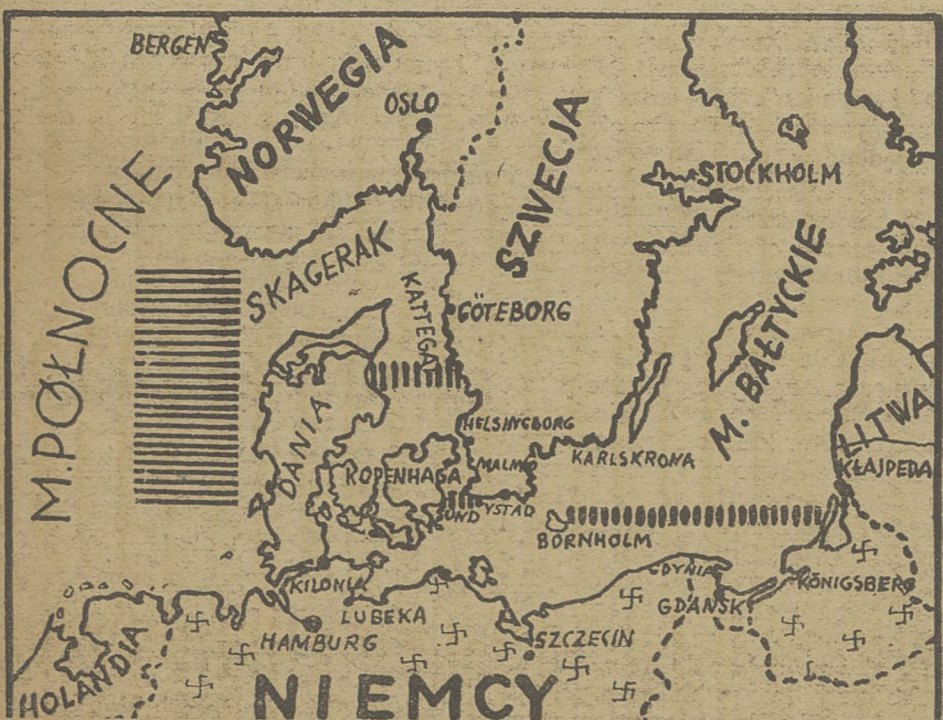 BERGEN
NORWEGIA
OSLO
SZWECJA
STOCKHOLM
M. PÓŁNOCNE
SKAGERAK
KATTEGAT
GÖTEBORG
M. BAŁTYCKIE
LITWA
DANIA
HELSINGBORG
KOPENHAGA
MALMO
KARLSKRONA
KŁAJPEDA
SUND
YSTAD
BORNHOLM
KILONIA
GDYNIA
KÖNIGSBERG
LUBEKA
GDAŃSK
HAMBURG
SZCZECIN
HOLANDIA
NIEMCY